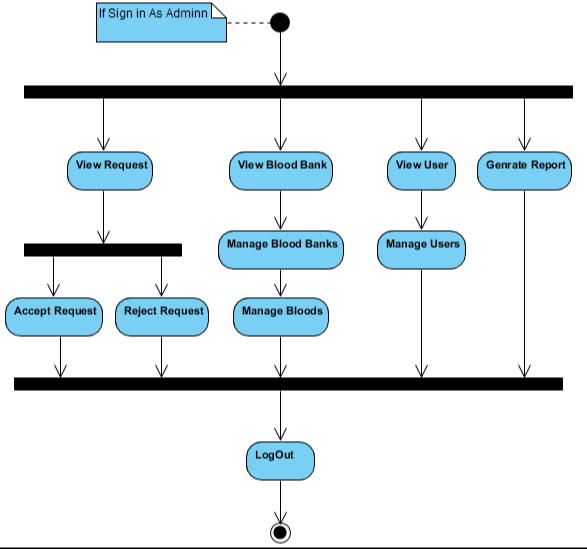 If Sign in As Adminn
View Request
View Blood Bank
View User
Genrate Report
Manage Blood Banks
Manage Users
Accept Request
Reject Request
Manage Bloods
LogOut